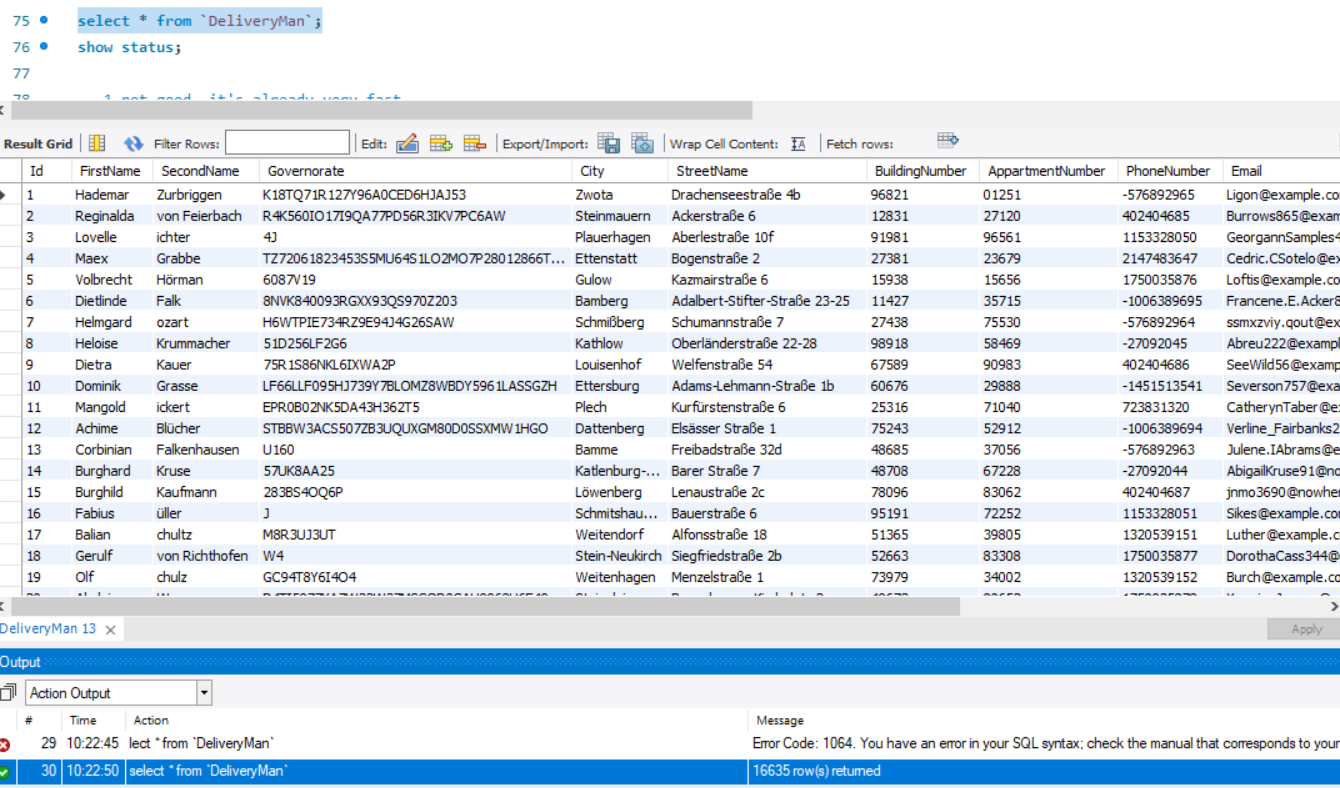 75 select * from `DeliveryMan`;
76 show status;
77
78 1 not good, it's already very fast
Result Grid Filter Rows: Edit: Export/Import: Wrap Cell Content: Fetch rows:
Id FirstName SecondName Governorate City StreetName BuildingNumber AppartmentNumber PhoneNumber Email
1 Hademar Zurbriggen K18TQ71R127Y96A0CED6HJAJ53 Zwota Drachenseestraße 4b 96821 01251 -576892965 Ligon@example.co
2 Reginalda von Feierbach R4K560IO17I9QA77PD56R3IKV7PC6AW Steinmauern Ackerstraße 6 12831 27120 402404685 Burrows865@exam
3 Lovelle ichter 4J Plauerhagen Aberlestraße 10f 91981 96561 1153328050 GeorgannSamples4
4 Maex Grabbe TZ72061823453S5MU64S1LO2MO7P28012866T... Ettenstatt Bogenstraße 2 27381 23679 2147483647 Cedric.CSotelo@ex
5 Volbrecht Hörman 6087V19 Gulow Kazmairstraße 6 15938 15656 1750035876 Loftis@example.co
6 Dietlinde Falk 8NVK840093RGXX93QS970Z203 Bamberg Adalbert-Stifter-Straße 23-25 11427 35715 -1006389695 Francene.E.Acker8
7 Helmgard ozart H6WTPIE734RZ9E94J4G26SAW Schmißberg Schumannstraße 7 27438 75530 -576892964 ssmxzviy.qout@ex
8 Heloise Krummacher 51D256LF2G6 Kathlow Oberländerstraße 22-28 98918 58469 -27092045 Abreu222@exampl
9 Dietra Kauer 75R1S86NKL6IXWA2P Louisenhof Welfenstraße 54 67589 90983 402404686 SeeWild56@examp
10 Dominik Grasse LF66LLF095HJ739Y7BLOMZ8WBDY5961LASSGZH Ettersburg Adams-Lehmann-Straße 1b 60676 29888 -1451513541 Severson757@exa
11 Mangold ickert EPR0B02NK5DA43H362T5 Plech Kurfürstenstraße 6 25316 71040 723831320 CatherynTaber@e
12 Achime Blücher STBBW3ACS507ZB3UQUXGM80D0SSXMW1HGO Dattenberg Elsässer Straße 1 75243 52912 -1006389694 Verline_Fairbanks2
13 Corbinian Falkenhausen U160 Bamme Freibadstraße 32d 48685 37056 -576892963 Julene.IAbrams@e
14 Burghard Kruse 57UK8AA25 Katlenburg-... Barer Straße 7 48708 67228 -27092044 AbigailKruse91@no
15 Burghild Kaufmann 283BS4OQ6P Löwenberg Lenaustraße 2c 78096 83062 402404687 jnmo3690@nowhe
16 Fabius üller J Schmitshau... Bauerstraße 6 95191 72252 1153328051 Sikes@example.co
17 Balian chultz M8R3UJ3UT Weitendorf Alfonsstraße 18 51365 39805 1320539151 Luther@example.c
18 Gerulf von Richthofen W4 Stein-Neukirch Siegfriedstraße 2b 52663 83308 1750035877 DorothaCass344@
19 Olf chulz GC94T8Y6I4O4 Weitenhagen Menzelstraße 1 73979 34002 1320539152 Burch@example.co
DeliveryMan 13
Apply
Output
Action Output
# Time Action Message
29 10:22:45 lect * from `DeliveryMan` Error Code: 1064. You have an error in your SQL syntax; check the manual that corresponds to your
30 10:22:50 select * from `DeliveryMan` 16635 row(s) returned